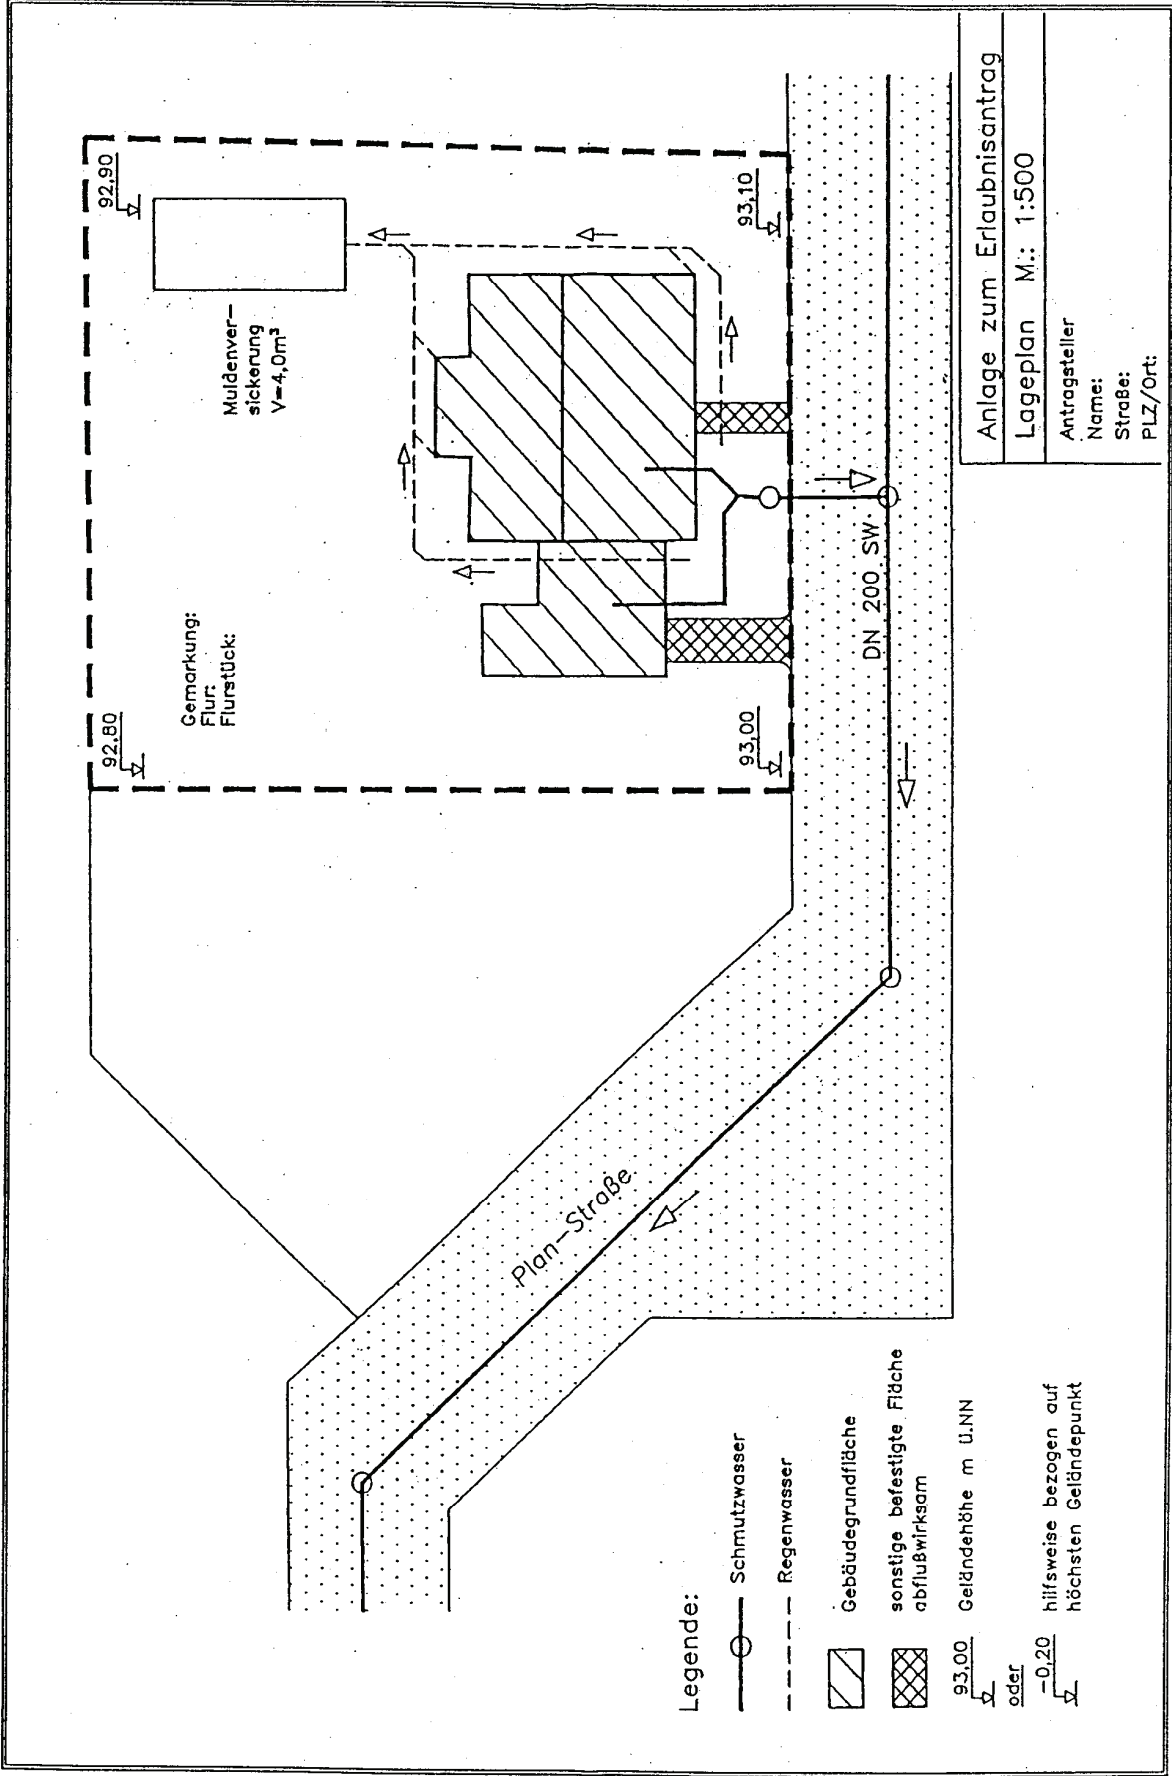 92,80
92,90
Gemarkung:
Flur:
Flurstück:
Muldenver-
sickerung
V=4,0m³
93,00
93,10
DN 200 SW
Plan-Straße
Legende:
Schmutzwasser
Regenwasser
Gebäudegrundfläche
sonstige befestigte Fläche
abflußwirksam
93,00
Geländehöhe m ü.NN
oder
-0,20
hilfsweise bezogen auf
höchsten Geländepunkt
Anlage zum Erlaubnisantrag
Lageplan M.: 1:500
Antragsteller
Name:
Straße:
PLZ/Ort: